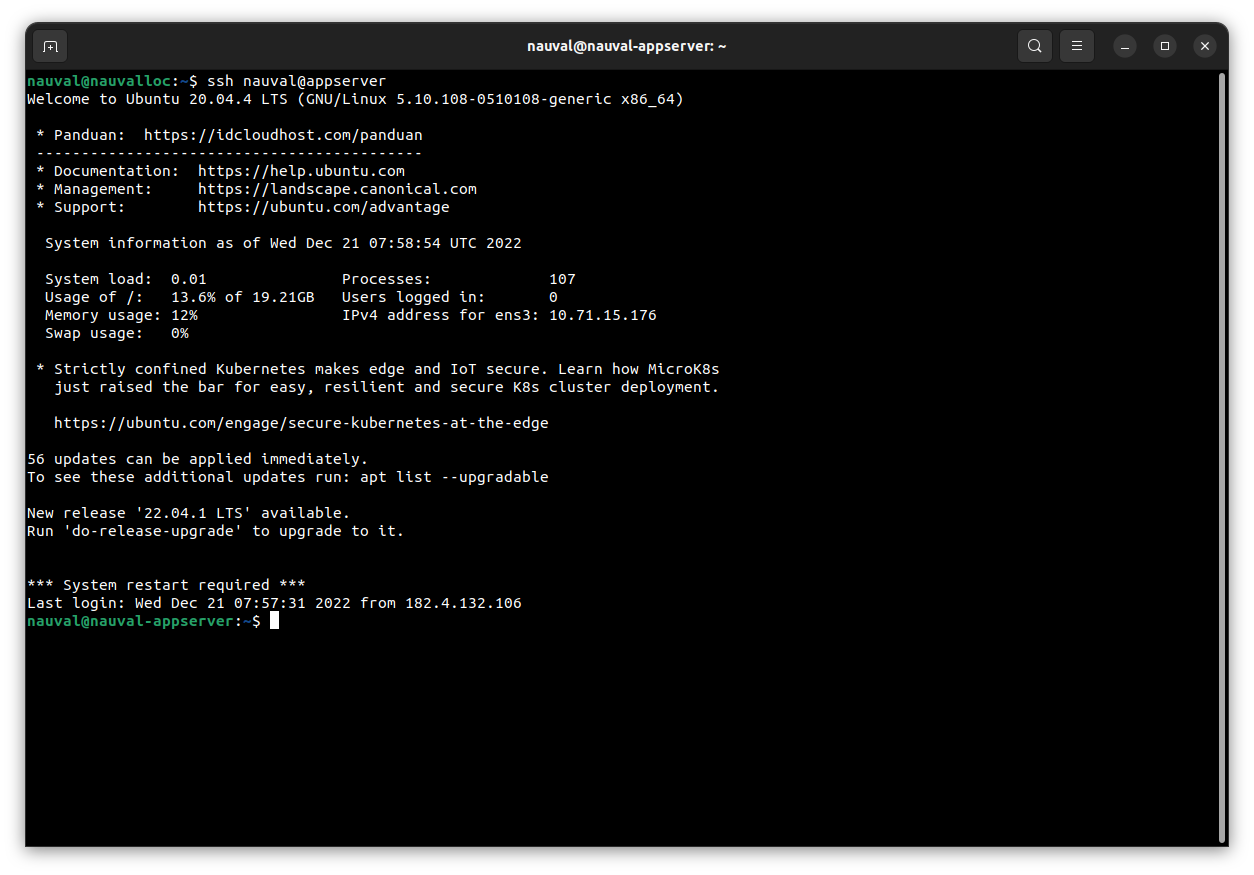 nauval@nauval-appserver: ~
nauval@nauvalloc:~$ ssh nauval@appserver
Welcome to Ubuntu 20.04.4 LTS (GNU/Linux 5.10.108-0510108-generic x86_64)
 * Panduan:  https://idcloudhost.com/panduan
 -------------------------------------------
 * Documentation:  https://help.ubuntu.com
 * Management:     https://landscape.canonical.com
 * Support:        https://ubuntu.com/advantage
  System information as of Wed Dec 21 07:58:54 UTC 2022
  System load:  0.01               Processes:             107
  Usage of /:   13.6% of 19.21GB   Users logged in:       0
  Memory usage: 12%                IPv4 address for ens3: 10.71.15.176
  Swap usage:   0%
 * Strictly confined Kubernetes makes edge and IoT secure. Learn how MicroK8s
   just raised the bar for easy, resilient and secure K8s cluster deployment.
   https://ubuntu.com/engage/secure-kubernetes-at-the-edge
56 updates can be applied immediately.
To see these additional updates run: apt list --upgradable
New release '22.04.1 LTS' available.
Run 'do-release-upgrade' to upgrade to it.
*** System restart required ***
Last login: Wed Dec 21 07:57:31 2022 from 182.4.132.106
nauval@nauval-appserver:~$